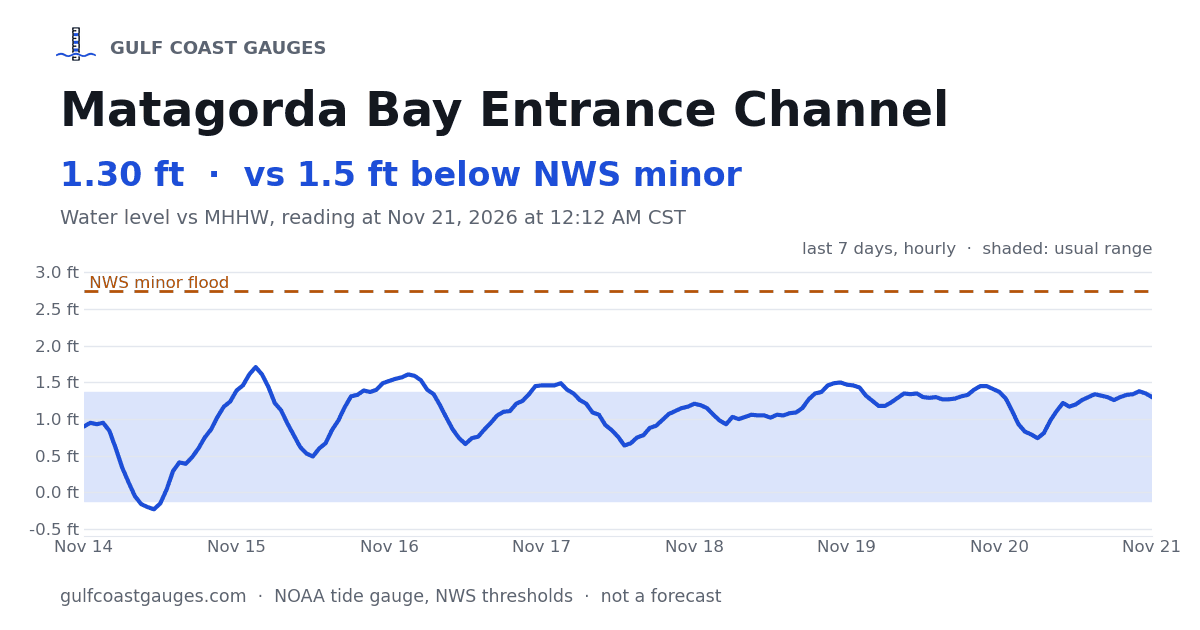 GULF COAST GAUGES
Matagorda Bay Entrance Channel
1.30 ft · vs 1.5 ft below NWS minor
Water level vs MHHW, reading at Nov 21, 2026 at 12:12 AM CST
last 7 days, hourly · shaded: usual range
3.0 ft
NWS minor flood
2.5 ft
2.0 ft
1.5 ft
1.0 ft
0.5 ft
0.0 ft
-0.5 ft
Nov 14 Nov 15 Nov 16 Nov 17 Nov 18 Nov 19 Nov 20 Nov 21
gulfcoastgauges.com · NOAA tide gauge, NWS thresholds · not a forecast